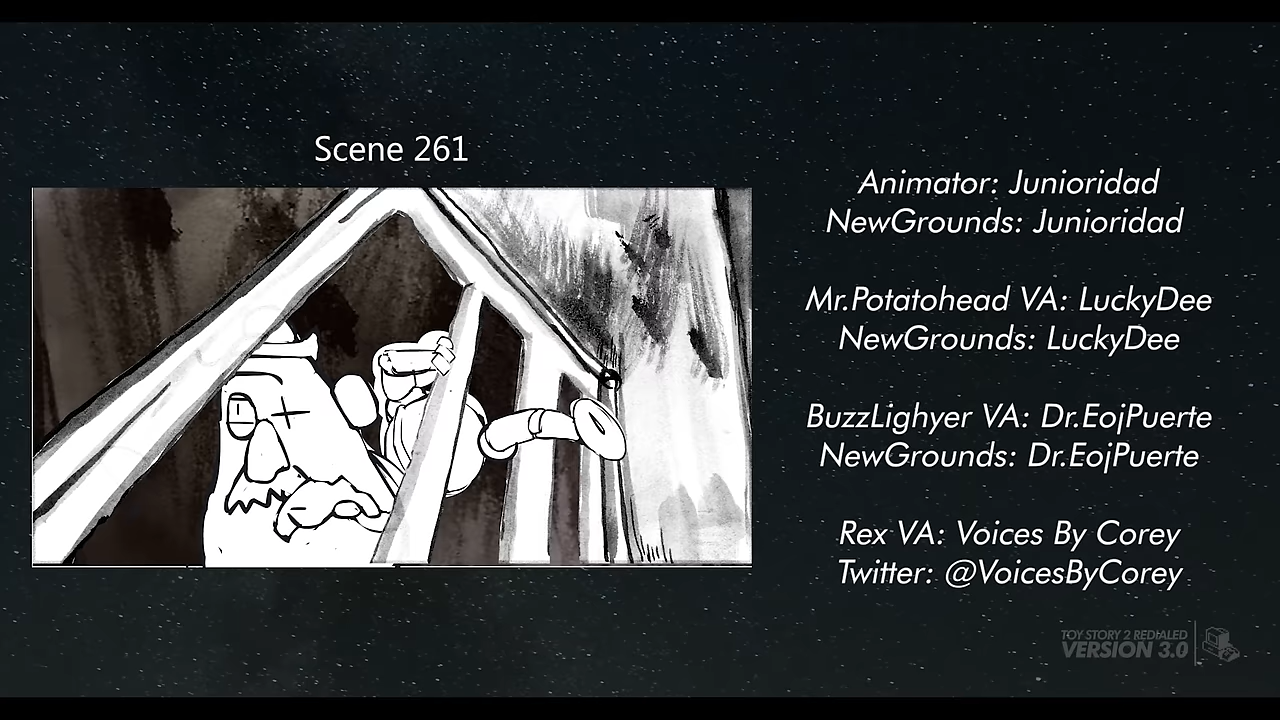 Scene 261
Animator: Junioridad
NewGrounds: Junioridad
Mr.Potatohead VA: LuckyDee
NewGrounds: LuckyDee
BuzzLighyer VA: Dr.EojPuerte
NewGrounds: Dr.EojPuerte
Rex VA: Voices By Corey
Twitter: @VoicesByCorey
TOY STORY 2 REDIALED
VERSION 3.0